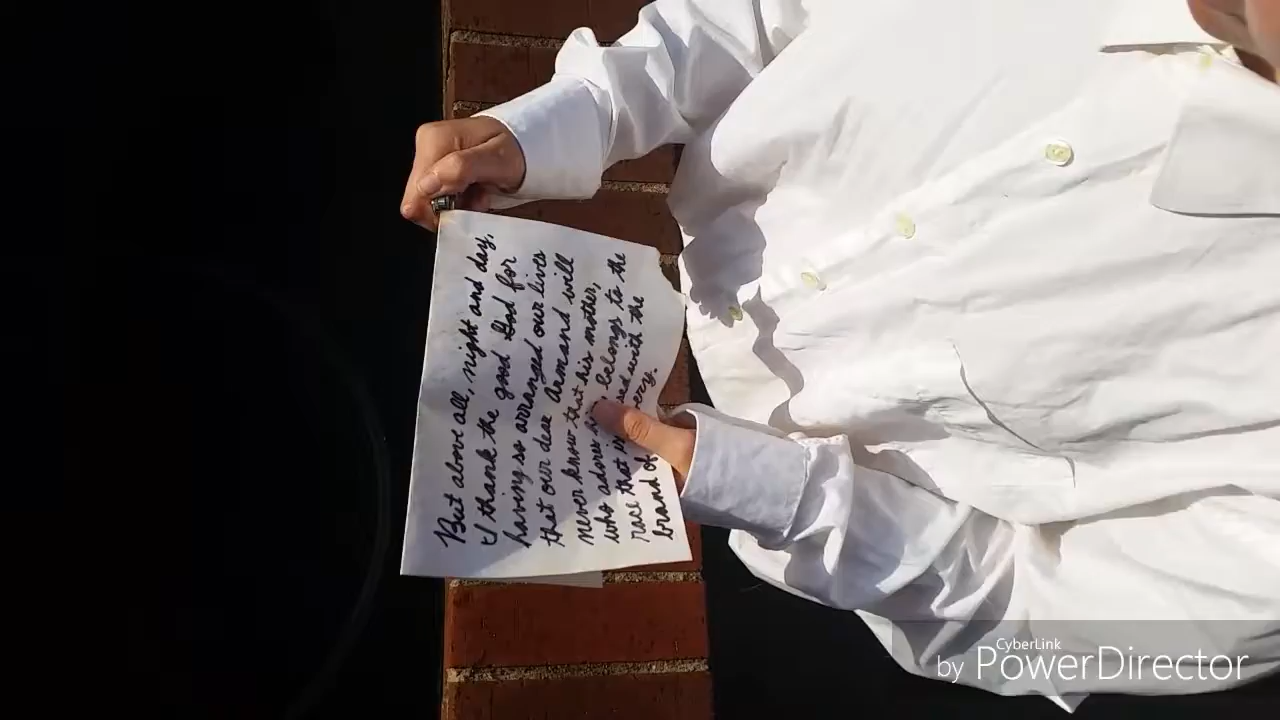 But above all, night and day,
I thank the good God for
having so arranged our lives
that our dear Armand will
never know that his mother,
who adores belongs to the
race that with the
brand of
CyberLink
by PowerDirector